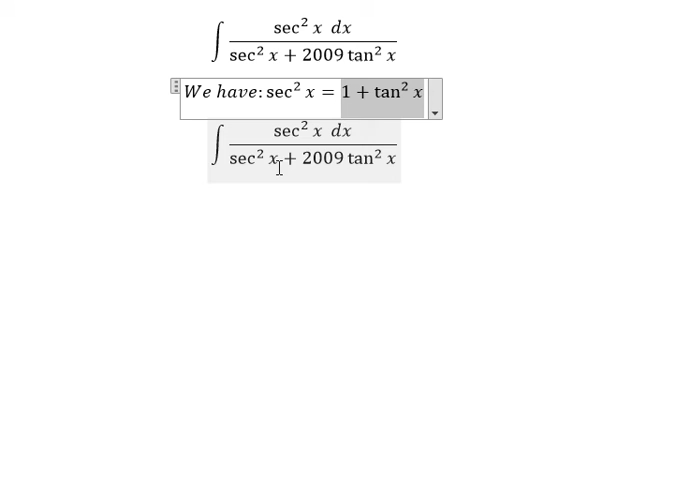 ∫ sec² x dx / sec² x + 2009 tan² x
We have: sec² x = 1 + tan² x
∫ sec² x dx / sec² x + 2009 tan² x